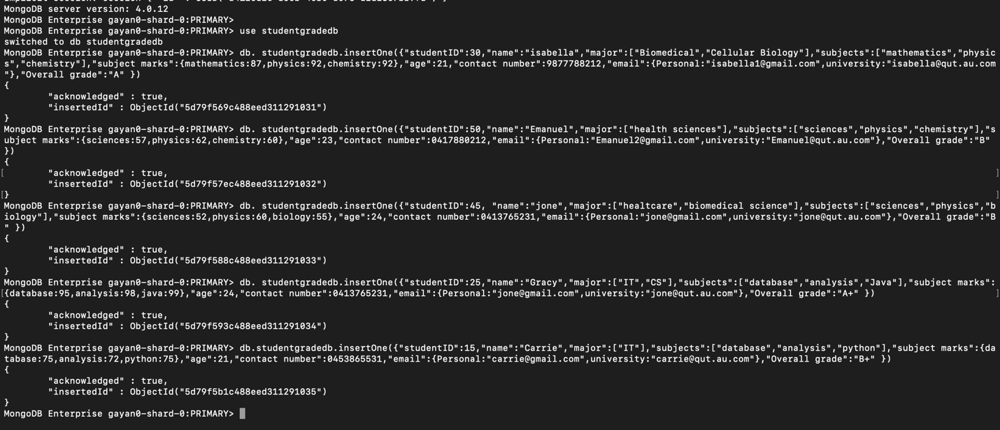 MongoDB server version: 4.0.12
MongoDB Enterprise gayan0-shard-0:PRIMARY>
MongoDB Enterprise gayan0-shard-0:PRIMARY> use studentgradedb
switched to db studentgradedb
MongoDB Enterprise gayan0-shard-0:PRIMARY> db. studentgradedb.insertOne({"studentID":30,"name":"isabella","major":["Biomedical","Cellular Biology"],"subjects":["mathematics","physic
s","chemistry"],"subject marks":{mathematics:87,physics:92,chemistry:92},"age":21,"contact number":9877788212,"email":{Personal:"isabella1@gmail.com",university:"isabella@qut.au.com
"},"Overall grade":"A" })
{
        "acknowledged" : true,
        "insertedId" : ObjectId("5d79f569c488eed311291031")
}
MongoDB Enterprise gayan0-shard-0:PRIMARY> db. studentgradedb.insertOne({"studentID":50,"name":"Emanuel","major":["health sciences"],"subjects":["sciences","physics","chemistry"],"s
ubject marks":{sciences:57,physics:62,chemistry:60},"age":23,"contact number":0417880212,"email":{Personal:"Emanuel2@gmail.com",university:"Emanuel@qut.au.com"},"Overall grade":"B"
})
{
[        "acknowledged" : true, ]
        "insertedId" : ObjectId("5d79f57ec488eed311291032")
[} ]
MongoDB Enterprise gayan0-shard-0:PRIMARY> db. studentgradedb.insertOne({"studentID":45, "name":"jone","major":["healtcare","biomedical science"],"subjects":["sciences","physics","b
iology"],"subject marks":{sciences:52,physics:60,biology:55},"age":24,"contact number":0413765231,"email":{Personal:"jone@gmail.com",university:"jone@qut.au.com"},"Overall grade":"B
" })
{
        "acknowledged" : true,
        "insertedId" : ObjectId("5d79f588c488eed311291033")
}
MongoDB Enterprise gayan0-shard-0:PRIMARY> db. studentgradedb.insertOne({"studentID":25,"name":"Gracy","major":["IT","CS"],"subjects":["database","analysis","Java"],"subject marks":
[{database:95,analysis:98,java:99},"age":24,"contact number":0413765231,"email":{Personal:"jone@gmail.com",university:"jone@qut.au.com"},"Overall grade":"A+" }) ]
{
        "acknowledged" : true,
        "insertedId" : ObjectId("5d79f593c488eed311291034")
}
MongoDB Enterprise gayan0-shard-0:PRIMARY> db.studentgradedb.insertOne({"studentID":15,"name":"Carrie","major":["IT"],"subjects":["database","analysis","python"],"subject marks":{da
tabase:75,analysis:72,python:75},"age":21,"contact number":0453865531,"email":{Personal:"carrie@gmail.com",university:"carrie@qut.au.com"},"Overall grade":"B+" })
{
        "acknowledged" : true,
        "insertedId" : ObjectId("5d79f5b1c488eed311291035")
}
MongoDB Enterprise gayan0-shard-0:PRIMARY>